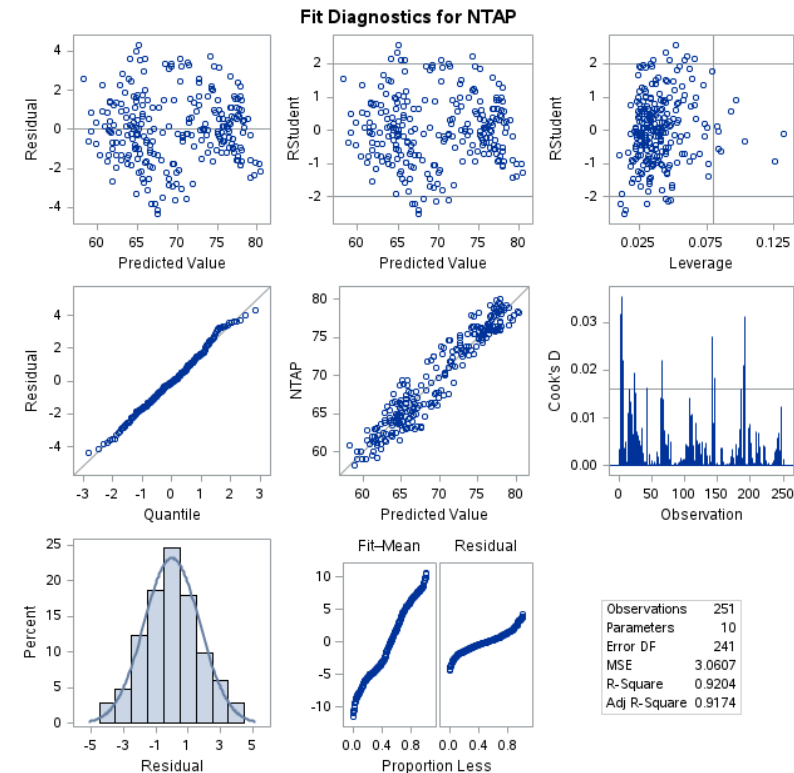 Fit Diagnostics for NTAP
4
2
0
-2
-4
Residual
60 65 70 75 80
Predicted Value
2
1
0
-1
-2
RStudent
60 65 70 75 80
Predicted Value
2
1
0
-1
-2
RStudent
0.025 0.075 0.125
Leverage
4
2
0
-2
-4
Residual
-3 -2 -1 0 1 2 3
Quantile
80
75
70
65
60
NTAP
60 65 70 75 80
Predicted Value
0.03
0.02
0.01
0.00
Cook's D
0 50 100 150 200 250
Observation
25
20
15
10
5
0
Percent
-5 -3 -1 1 3 5
Residual
Fit–Mean Residual
10
5
0
-5
-10
0.0 0.4 0.8 0.0 0.4 0.8
Proportion Less
Observations 251
Parameters 10
Error DF 241
MSE 3.0607
R-Square 0.9204
Adj R-Square 0.9174